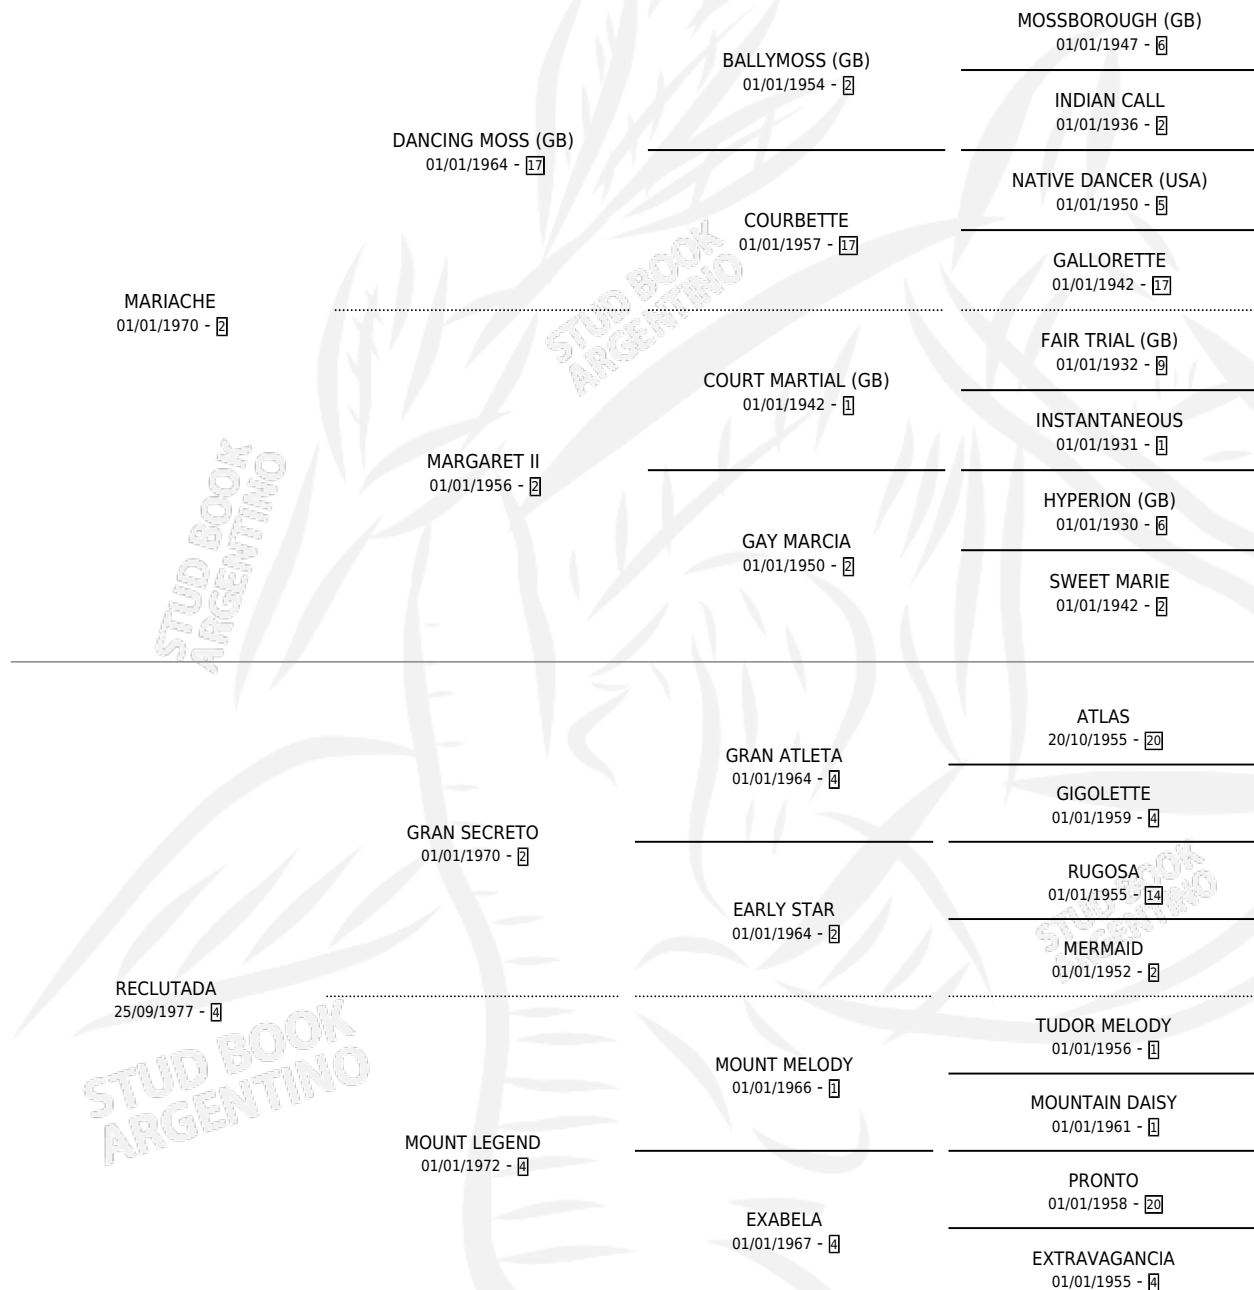 MOSSBOROUGH (GB)
01/01/1947 - 6
BALLYMOSS (GB)
01/01/1954 - 2
INDIAN CALL
01/01/1936 - 2
DANCING MOSS (GB)
01/01/1964 - 17
NATIVE DANCER (USA)
01/01/1950 - 5
COURBETTE
01/01/1957 - 17
GALLORETTE
01/01/1942 - 17
MARIACHE
01/01/1970 - 2
FAIR TRIAL (GB)
01/01/1932 - 9
COURT MARTIAL (GB)
01/01/1942 - 1
INSTANTANEOUS
01/01/1931 - 1
MARGARET II
01/01/1956 - 2
HYPERION (GB)
01/01/1930 - 6
GAY MARCIA
01/01/1950 - 2
SWEET MARIE
01/01/1942 - 2
ATLAS
20/10/1955 - 20
GRAN ATLETA
01/01/1964 - 4
GIGOLETTE
01/01/1959 - 4
GRAN SECRETO
01/01/1970 - 2
RUGOSA
01/01/1955 - 14
EARLY STAR
01/01/1964 - 2
MERMAID
01/01/1952 - 2
RECLUTADA
25/09/1977 - 4
TUDOR MELODY
01/01/1956 - 1
MOUNT MELODY
01/01/1966 - 1
MOUNTAIN DAISY
01/01/1961 - 1
MOUNT LEGEND
01/01/1972 - 4
PRONTO
01/01/1958 - 20
EXABELA
01/01/1967 - 4
EXTRAVAGANCIA
01/01/1955 - 4
STUD BOOK
ARGENTINO
STUD BOOK
ARGENTINO
STUD BOOK
ARGENTINO
STUD BOOK
ARGENTINO